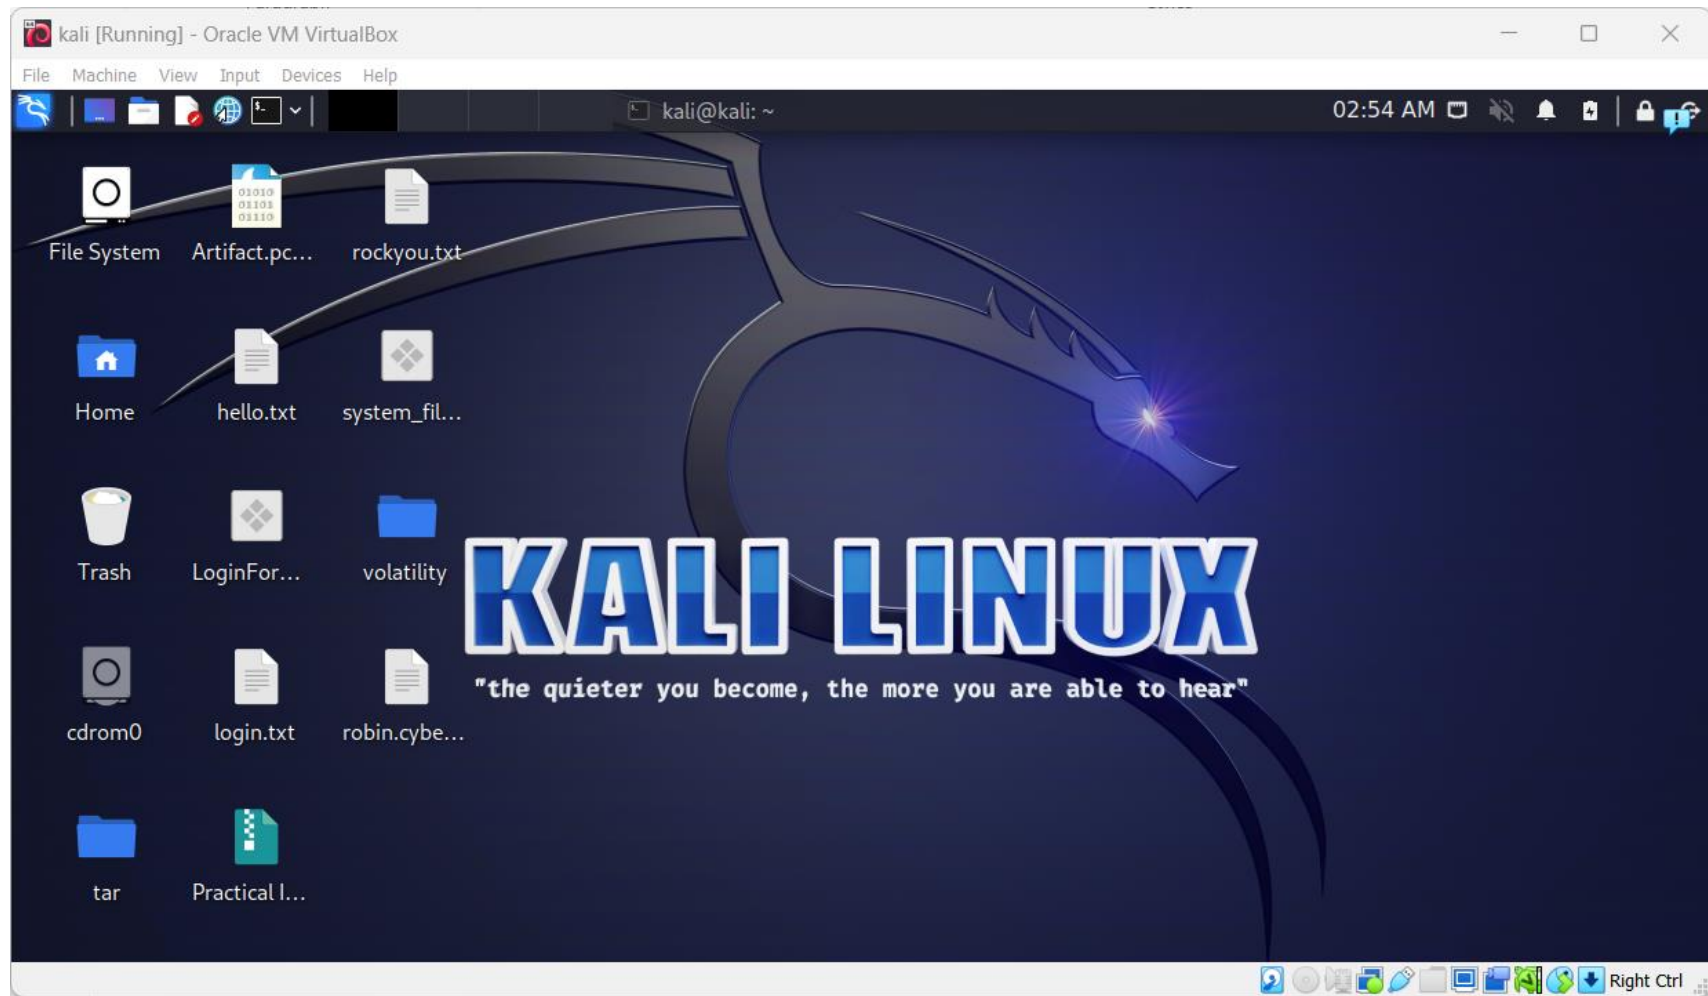 kali [Running] - Oracle VM VirtualBox
File Machine View Input Devices Help
kali@kali: ~
02:54 AM
File System
Artifact.pc...
rockyou.txt
Home
hello.txt
system_fil...
Trash
LoginFor...
volatility
cdrom0
login.txt
robin.cybe...
tar
Practical I...
KALI LINUX
"the quieter you become, the more you are able to hear"
Right Ctrl